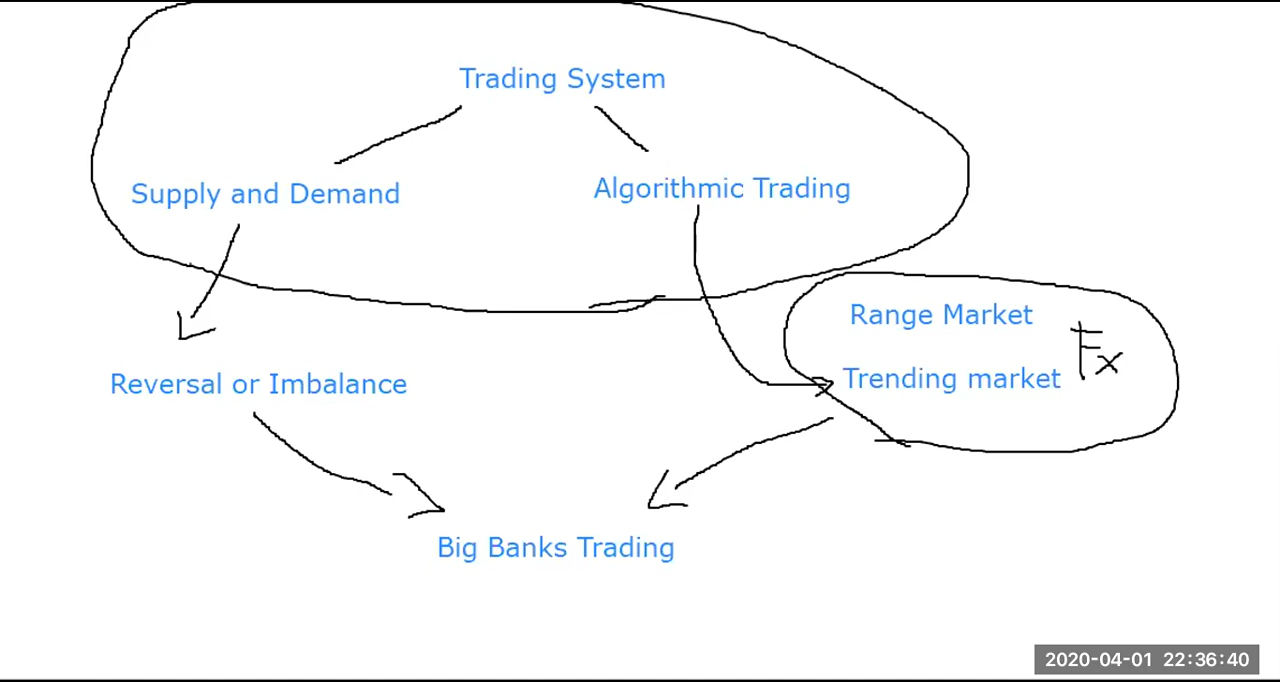 Trading System
Supply and Demand
Algorithmic Trading
Range Market
Fx
Trending market
Reversal or Imbalance
Big Banks Trading
2020-04-01 22:36:40